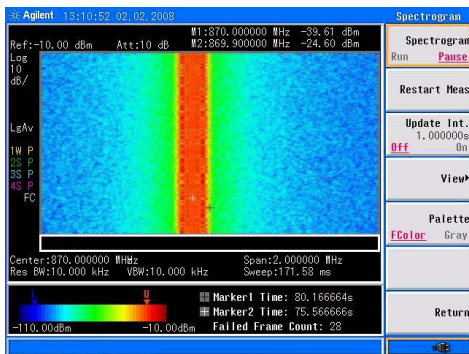 Agilent 13:10:52 02.02.2008
Spectrogram
M1:870.000000 MHz -39.61 dBm
Ref:-10.00 dBm Att:10 dB M2:869.900000 MHz -24.60 dBm
Log
10
dB/
LgAv
1W P
2S P
3S P
4S P
FC
Center:870.000000 MHz Span:2.000000 MHz
Res BW:10.000 kHz VBW:10.000 kHz Sweep:171.58 ms
Marker1 Time: 80.166664s
Marker2 Time: 75.566666s
-110.00dBm -10.00dBm Failed Frame Count: 28
Spectrogram
Run Pause
Restart Meas
Update Int.
1.000000s
Off On
View
Palette
FColor Gray
Return